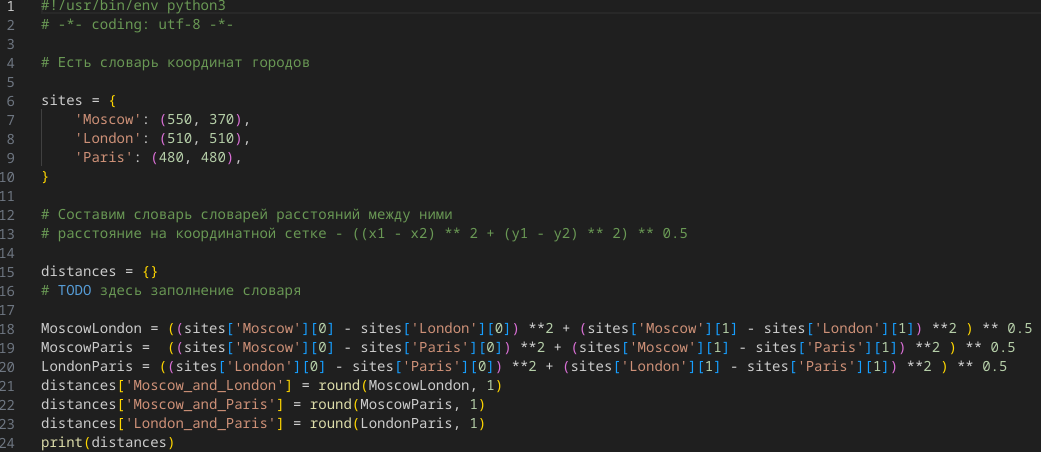 1 #!/usr/bin/env python3
2 # -*- coding: utf-8 -*-
3
4 # Есть словарь координат городов
5
6 sites = {
7     'Moscow': (550, 370),
8     'London': (510, 510),
9     'Paris': (480, 480),
10 }
11
12 # Составим словарь словарей расстояний между ними
13 # расстояние на координатной сетке - ((x1 - x2) ** 2 + (y1 - y2) ** 2) ** 0.5
14
15 distances = {}
16 # TODO здесь заполнение словаря
17
18 MoscowLondon = ((sites['Moscow'][0] - sites['London'][0]) **2 + (sites['Moscow'][1] - sites['London'][1]) **2 ) ** 0.5
19 MoscowParis =  ((sites['Moscow'][0] - sites['Paris'][0]) **2 + (sites['Moscow'][1] - sites['Paris'][1]) **2 ) ** 0.5
20 LondonParis = ((sites['London'][0] - sites['Paris'][0]) **2 + (sites['London'][1] - sites['Paris'][1]) **2 ) ** 0.5
21 distances['Moscow_and_London'] = round(MoscowLondon, 1)
22 distances['Moscow_and_Paris'] = round(MoscowParis, 1)
23 distances['London_and_Paris'] = round(LondonParis, 1)
24 print(distances)